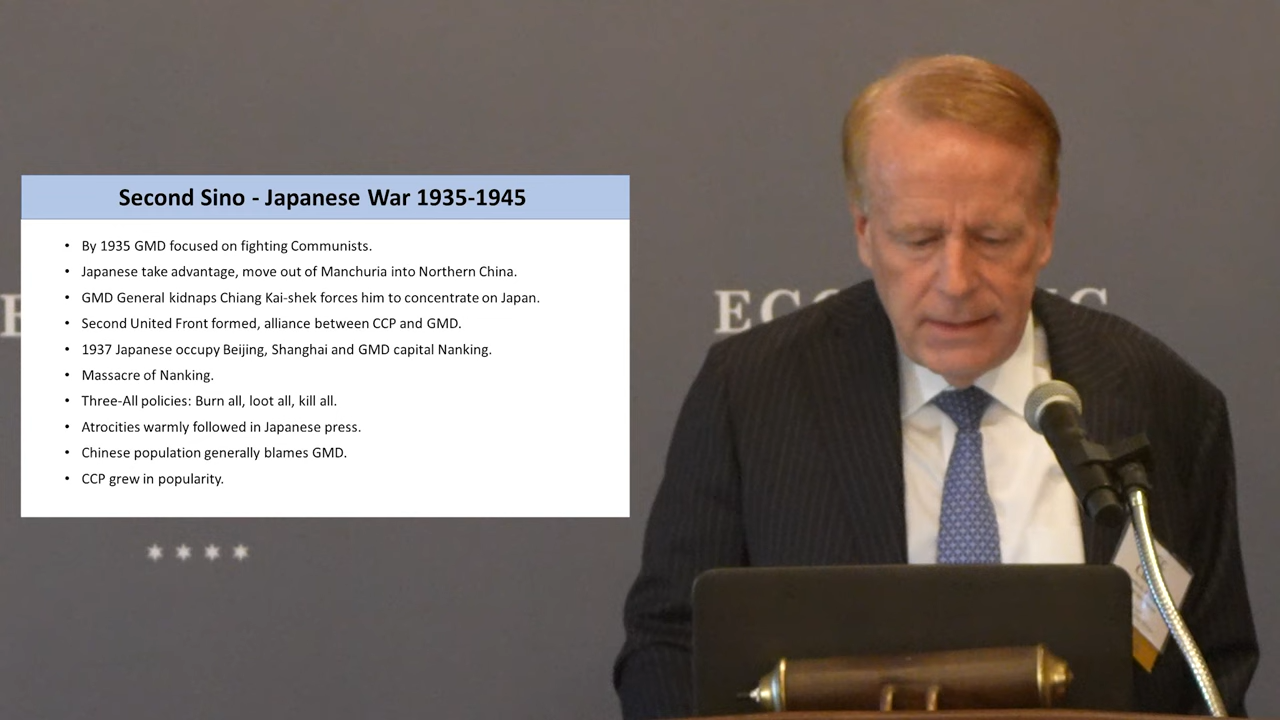 Second Sino - Japanese War 1935-1945
• By 1935 GMD focused on fighting Communists.
• Japanese take advantage, move out of Manchuria into Northern China.
• GMD General kidnaps Chiang Kai-shek forces him to concentrate on Japan.
• Second United Front formed, alliance between CCP and GMD.
• 1937 Japanese occupy Beijing, Shanghai and GMD capital Nanking.
• Massacre of Nanking.
• Three-All policies: Burn all, loot all, kill all.
• Atrocities warmly followed in Japanese press.
• Chinese population generally blames GMD.
• CCP grew in popularity.